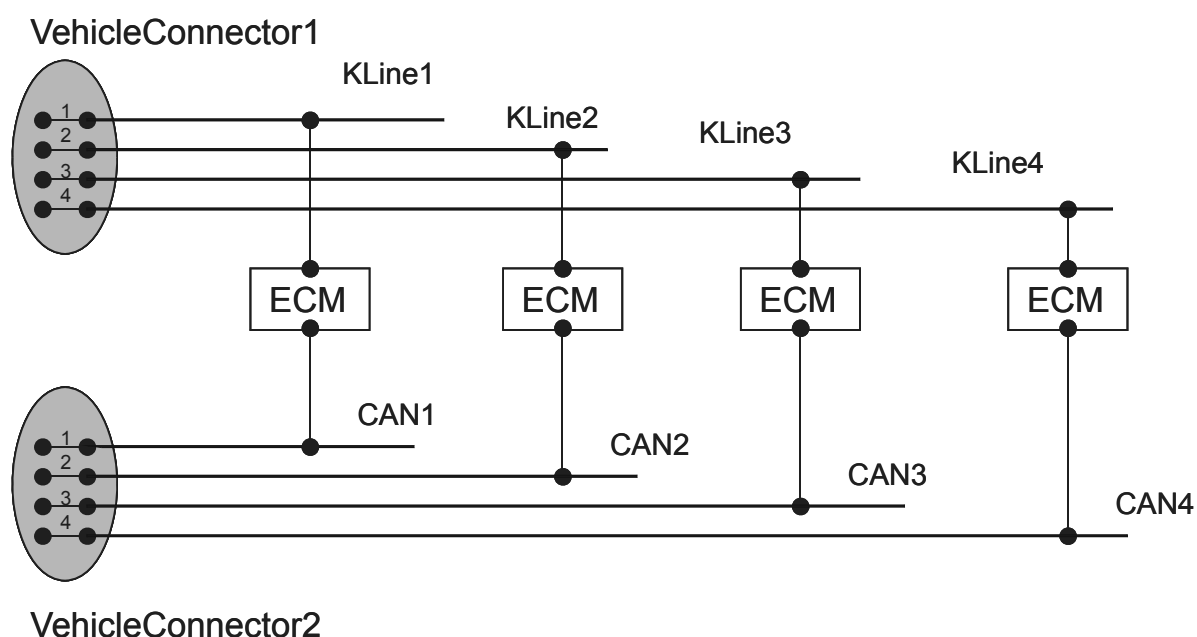 VehicleConnector1
KLine1
KLine2
KLine3
KLine4
1
2
3
4
ECM ECM ECM ECM
CAN1
CAN2
CAN3
CAN4
1
2
3
4
VehicleConnector2